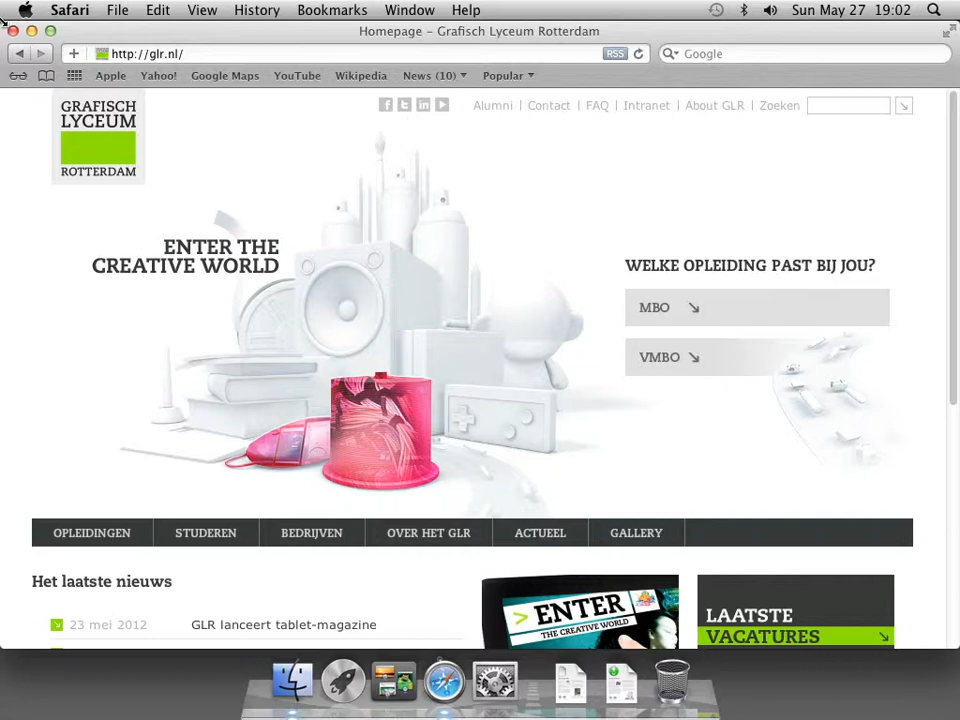 Safari File Edit View History Bookmarks Window Help Sun May 27 19:02
Homepage – Grafisch Lyceum Rotterdam
http://glr.nl/ RSS Google
Apple Yahoo! Google Maps YouTube Wikipedia News (10) Popular
GRAFISCH
LYCEUM
ROTTERDAM
Alumni | Contact | FAQ | Intranet | About GLR | Zoeken
ENTER THE
CREATIVE WORLD
WELKE OPLEIDING PAST BIJ JOU?
MBO
VMBO
OPLEIDINGEN STUDEREN BEDRIJVEN OVER HET GLR ACTUEEL GALLERY
Het laatste nieuws
23 mei 2012 GLR lanceert tablet-magazine
> ENTER
THE CREATIVE WORLD
LAATSTE
VACATURES